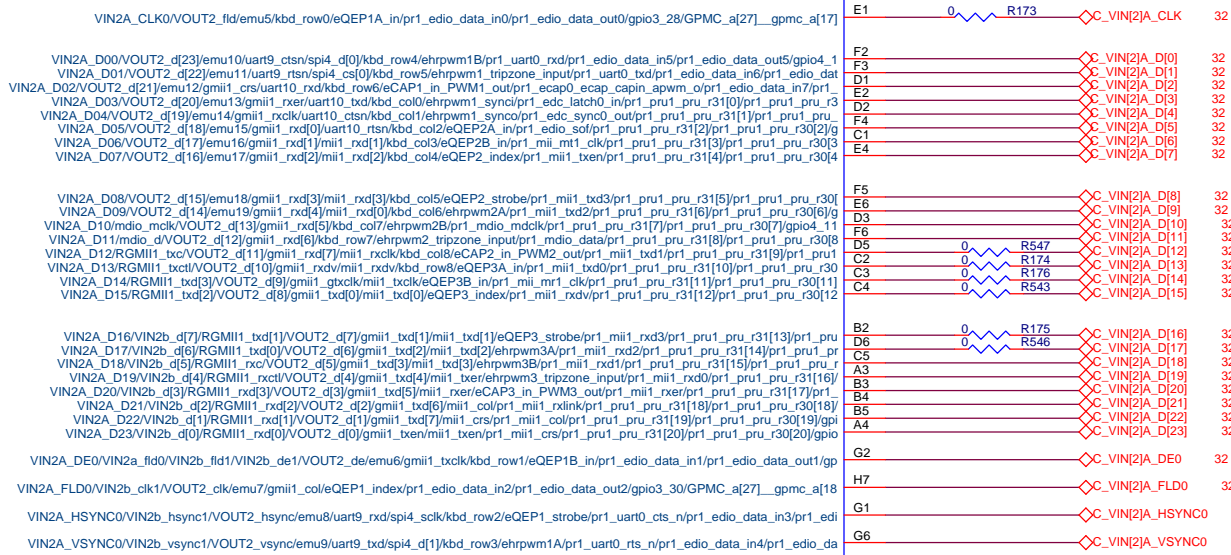 VIN2A_CLK0/VOUT2_fld/emu5/kbd_row0/eQEP1A_in/pr1_edio_data_in0/pr1_edio_data_out0/gpio3_28/GPMC_a[27]__gpmc_a[17] E1 0 R173 C_VIN[2]A_CLK 32
VIN2A_D00/VOUT2_d[23]/emu10/uart9_ctsn/spi4_d[0]/kbd_row4/ehrpwm1B/pr1_uart0_rxd/pr1_edio_data_in5/pr1_edio_data_out5/gpio4_1 F2 C_VIN[2]A_D[0] 32
VIN2A_D01/VOUT2_d[22]/emu11/uart9_rtsn/spi4_cs[0]/kbd_row5/ehrpwm1_tripzone_input/pr1_uart0_txd/pr1_edio_data_in6/pr1_edio_dat F3 C_VIN[2]A_D[1] 32
VIN2A_D02/VOUT2_d[21]/emu12/gmii1_crs/uart10_rxd/kbd_row6/eCAP1_in_PWM1_out/pr1_ecap0_ecap_capin_apwm_o/pr1_edio_data_in7/pr1_ D1 C_VIN[2]A_D[2] 32
VIN2A_D03/VOUT2_d[20]/emu13/gmii1_rxer/uart10_txd/kbd_col0/ehrpwm1_synci/pr1_edc_latch0_in/pr1_pru1_pru_r31[0]/pr1_pru1_pru_r3 E2 C_VIN[2]A_D[3] 32
VIN2A_D04/VOUT2_d[19]/emu14/gmii1_rxclk/uart10_ctsn/kbd_col1/ehrpwm1_synco/pr1_edc_sync0_out/pr1_pru1_pru_r31[1]/pr1_pru1_pru_ D2 C_VIN[2]A_D[4] 32
VIN2A_D05/VOUT2_d[18]/emu15/gmii1_rxd[0]/uart10_rtsn/kbd_col2/eQEP2A_in/pr1_edio_sof/pr1_pru1_pru_r31[2]/pr1_pru1_pru_r30[2]/g F4 C_VIN[2]A_D[5] 32
VIN2A_D06/VOUT2_d[17]/emu16/gmii1_rxd[1]/mii1_rxd[1]/kbd_col3/eQEP2B_in/pr1_mii_mt1_clk/pr1_pru1_pru_r31[3]/pr1_pru1_pru_r30[3 C1 C_VIN[2]A_D[6] 32
VIN2A_D07/VOUT2_d[16]/emu17/gmii1_rxd[2]/mii1_rxd[2]/kbd_col4/eQEP2_index/pr1_mii1_txen/pr1_pru1_pru_r31[4]/pr1_pru1_pru_r30[4 E4 C_VIN[2]A_D[7] 32
VIN2A_D08/VOUT2_d[15]/emu18/gmii1_rxd[3]/mii1_rxd[3]/kbd_col5/eQEP2_strobe/pr1_mii1_txd3/pr1_pru1_pru_r31[5]/pr1_pru1_pru_r30[ F5 C_VIN[2]A_D[8] 32
VIN2A_D09/VOUT2_d[14]/emu19/gmii1_rxd[4]/mii1_rxd[0]/kbd_col6/ehrpwm2A/pr1_mii1_txd2/pr1_pru1_pru_r31[6]/pr1_pru1_pru_r30[6]/g E6 C_VIN[2]A_D[9] 32
VIN2A_D10/mdio_mclk/VOUT2_d[13]/gmii1_rxd[5]/kbd_col7/ehrpwm2B/pr1_mdio_mdclk/pr1_pru1_pru_r31[7]/pr1_pru1_pru_r30[7]/gpio4_11 D3 C_VIN[2]A_D[10] 32
VIN2A_D11/mdio_d/VOUT2_d[12]/gmii1_rxd[6]/kbd_row7/ehrpwm2_tripzone_input/pr1_mdio_data/pr1_pru1_pru_r31[8]/pr1_pru1_pru_r30[8 F6 C_VIN[2]A_D[11] 32
VIN2A_D12/RGMII1_txc/VOUT2_d[11]/gmii1_rxd[7]/mii1_rxclk/kbd_col8/eCAP2_in_PWM2_out/pr1_mii1_txd1/pr1_pru1_pru_r31[9]/pr1_pru1 D5 0 R547 C_VIN[2]A_D[12] 32
VIN2A_D13/RGMII1_txctl/VOUT2_d[10]/gmii1_rxdv/mii1_rxdv/kbd_row8/eQEP3A_in/pr1_mii1_txd0/pr1_pru1_pru_r31[10]/pr1_pru1_pru_r30 C2 0 R174 C_VIN[2]A_D[13] 32
VIN2A_D14/RGMII1_txd[3]/VOUT2_d[9]/gmii1_gtxclk/mii1_txclk/eQEP3B_in/pr1_mii_mr1_clk/pr1_pru1_pru_r31[11]/pr1_pru1_pru_r30[11] C3 0 R176 C_VIN[2]A_D[14] 32
VIN2A_D15/RGMII1_txd[2]/VOUT2_d[8]/gmii1_txd[0]/mii1_txd[0]/eQEP3_index/pr1_mii1_rxdv/pr1_pru1_pru_r31[12]/pr1_pru1_pru_r30[12 C4 0 R543 C_VIN[2]A_D[15] 32
VIN2A_D16/VIN2b_d[7]/RGMII1_txd[1]/VOUT2_d[7]/gmii1_txd[1]/mii1_txd[1]/eQEP3_strobe/pr1_mii1_rxd3/pr1_pru1_pru_r31[13]/pr1_pru B2 0 R175 C_VIN[2]A_D[16] 32
VIN2A_D17/VIN2b_d[6]/RGMII1_txd[0]/VOUT2_d[6]/gmii1_txd[2]/mii1_txd[2]/ehrpwm3A/pr1_mii1_rxd2/pr1_pru1_pru_r31[14]/pr1_pru1_pr D6 0 R546 C_VIN[2]A_D[17] 32
VIN2A_D18/VIN2b_d[5]/RGMII1_rxc/VOUT2_d[5]/gmii1_txd[3]/mii1_txd[3]/ehrpwm3B/pr1_mii1_rxd1/pr1_pru1_pru_r31[15]/pr1_pru1_pru_r C5 C_VIN[2]A_D[18] 32
VIN2A_D19/VIN2b_d[4]/RGMII1_rxctl/VOUT2_d[4]/gmii1_txd[4]/mii1_txer/ehrpwm3_tripzone_input/pr1_mii1_rxd0/pr1_pru1_pru_r31[16]/ A3 C_VIN[2]A_D[19] 32
VIN2A_D20/VIN2b_d[3]/RGMII1_rxd[3]/VOUT2_d[3]/gmii1_txd[5]/mii1_rxer/eCAP3_in_PWM3_out/pr1_mii1_rxer/pr1_pru1_pru_r31[17]/pr1_ B3 C_VIN[2]A_D[20] 32
VIN2A_D21/VIN2b_d[2]/RGMII1_rxd[2]/VOUT2_d[2]/gmii1_txd[6]/mii1_col/pr1_mii1_rxlink/pr1_pru1_pru_r31[18]/pr1_pru1_pru_r30[18]/ B4 C_VIN[2]A_D[21] 32
VIN2A_D22/VIN2b_d[1]/RGMII1_rxd[1]/VOUT2_d[1]/gmii1_txd[7]/mii1_crs/pr1_mii1_col/pr1_pru1_pru_r31[19]/pr1_pru1_pru_r30[19]/gpi B5 C_VIN[2]A_D[22] 32
VIN2A_D23/VIN2b_d[0]/RGMII1_rxd[0]/VOUT2_d[0]/gmii1_txen/mii1_txen/pr1_mii1_crs/pr1_pru1_pru_r31[20]/pr1_pru1_pru_r30[20]/gpio A4 C_VIN[2]A_D[23] 32
VIN2A_DE0/VIN2a_fld0/VIN2b_fld1/VIN2b_de1/VOUT2_de/emu6/gmii1_txclk/kbd_row1/eQEP1B_in/pr1_edio_data_in1/pr1_edio_data_out1/gp G2 C_VIN[2]A_DE0 32
VIN2A_FLD0/VIN2b_clk1/VOUT2_clk/emu7/gmii1_col/eQEP1_index/pr1_edio_data_in2/pr1_edio_data_out2/gpio3_30/GPMC_a[27]__gpmc_a[18 H7 C_VIN[2]A_FLD0 32
VIN2A_HSYNC0/VIN2b_hsync1/VOUT2_hsync/emu8/uart9_rxd/spi4_sclk/kbd_row2/eQEP1_strobe/pr1_uart0_cts_n/pr1_edio_data_in3/pr1_edi G1 C_VIN[2]A_HSYNC0
VIN2A_VSYNC0/VIN2b_vsync1/VOUT2_vsync/emu9/uart9_txd/spi4_d[1]/kbd_row3/ehrpwm1A/pr1_uart0_rts_n/pr1_edio_data_in4/pr1_edio_da G6 C_VIN[2]A_VSYNC0